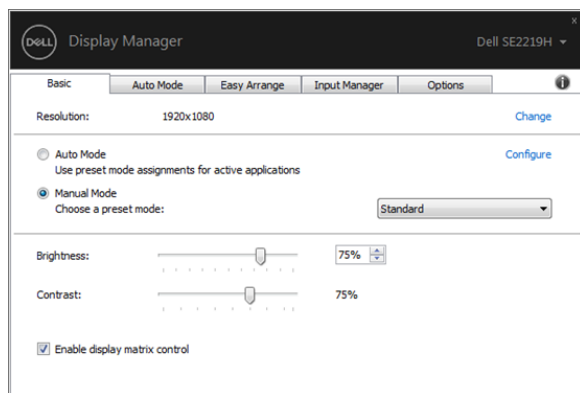 DELL Display Manager
Dell SE2219H
Basic Auto Mode Easy Arrange Input Manager Options
Resolution: 1920x1080 Change
Auto Mode Configure
Use preset mode assignments for active applications
Manual Mode
Choose a preset mode: Standard
Brightness: 75%
Contrast: 75%
Enable display matrix control